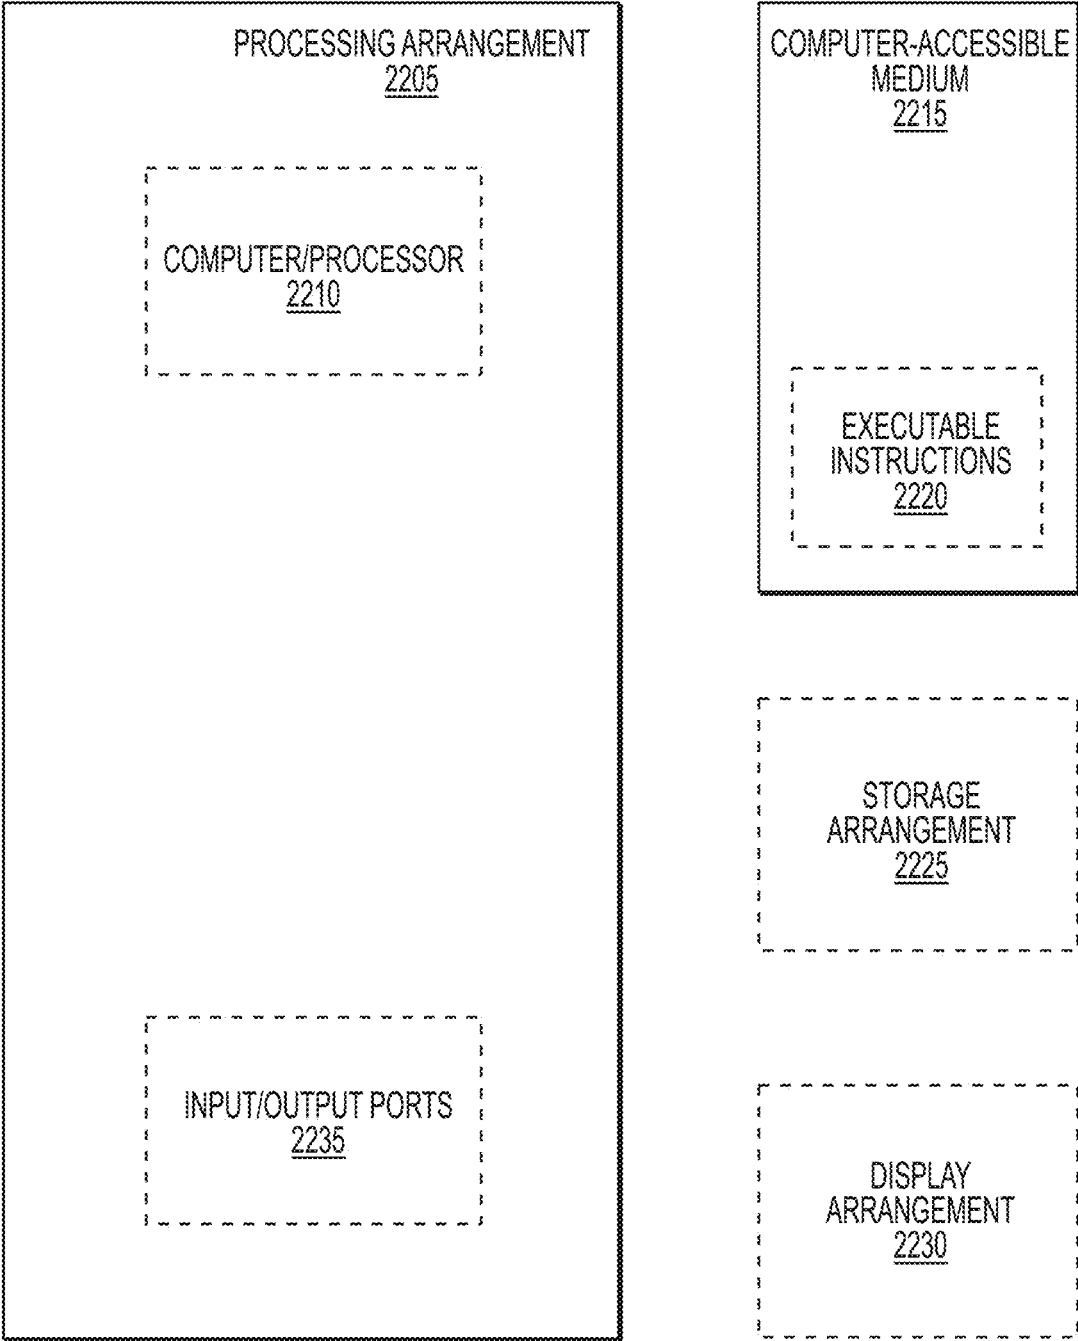 PROCESSING ARRANGEMENT
2205
COMPUTER/PROCESSOR
2210
INPUT/OUTPUT PORTS
2235
COMPUTER-ACCESSIBLE
MEDIUM
2215
EXECUTABLE
INSTRUCTIONS
2220
STORAGE
ARRANGEMENT
2225
DISPLAY
ARRANGEMENT
2230